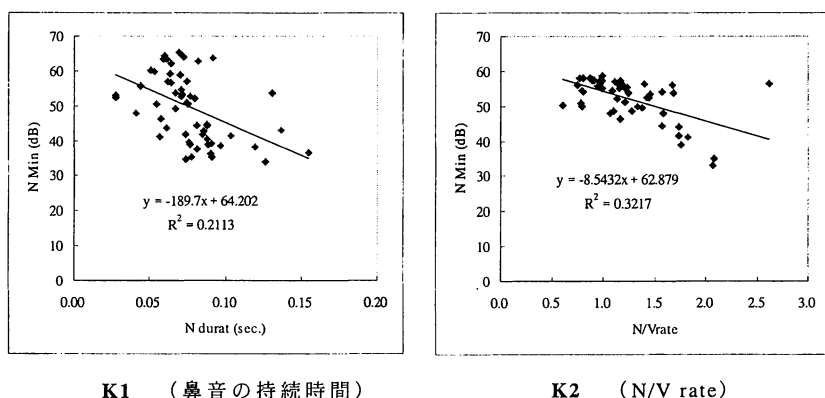 70
60
50
40
30
20
10
0
N Min (dB)
y = -189.7x + 64.202
R² = 0.2113
0.00 0.05 0.10 0.15 0.20
N durat (sec.)
K1 (鼻音の持続時間)
70
60
50
40
30
20
10
0
N Min (dB)
y = -8.5432x + 62.879
R² = 0.3217
0.0 0.5 1.0 1.5 2.0 2.5 3.0
N/Vrate
K2 (N/V rate)